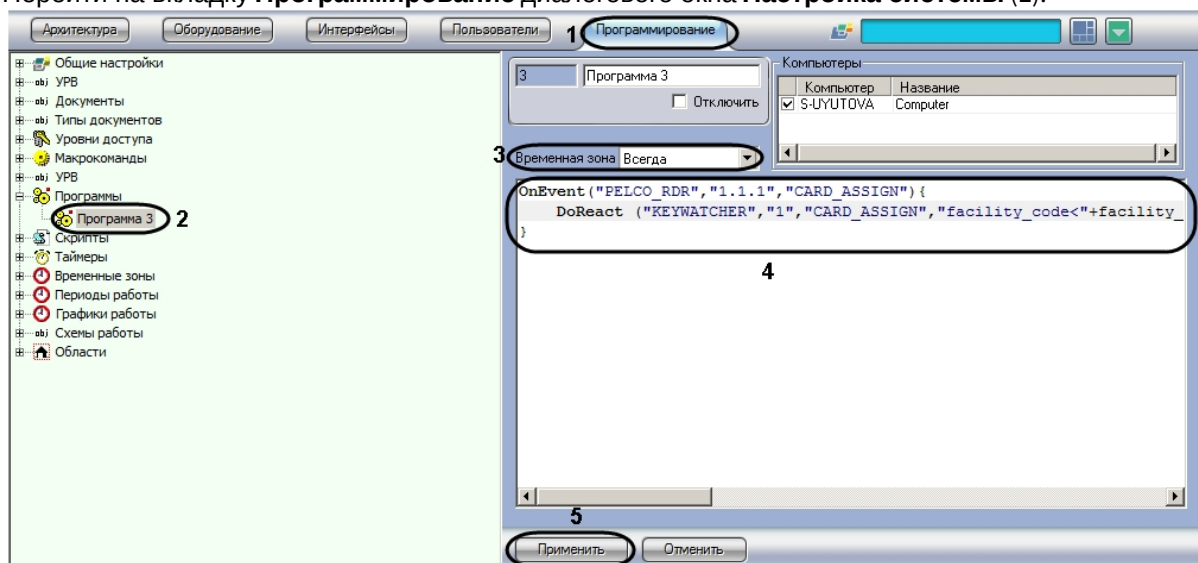 Перейти на вкладку Программирование диалогового окна Настройка системы (1).
Архитектура Оборудование Интерфейсы Пользователи 1 Программирование
Общие настройки
УРВ
Документы
Типы документов
Уровни доступа
Макрокоманды
УРВ
Программы
Программа 3 2
Скрипты
Таймеры
Временные зоны
Периоды работы
Графики работы
Схемы работы
Области
3 Программа 3
Отключить
Компьютеры
Компьютер Название
S-UYUTOVA Computer
3 Временная зона Всегда
OnEvent("PELCO_RDR","1.1.1","CARD_ASSIGN"){
DoReact ("KEYWATCHER","1","CARD_ASSIGN","facility_code<"+facility_
}
4
5
Применить Отменить